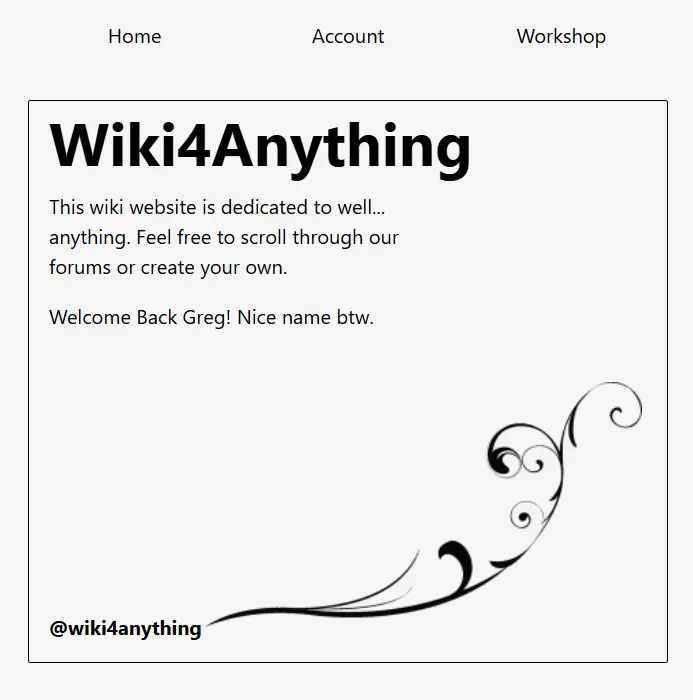 Home Account Workshop
Wiki4Anything
This wiki website is dedicated to well...
anything. Feel free to scroll through our
forums or create your own.
Welcome Back Greg! Nice name btw.
@wiki4anything